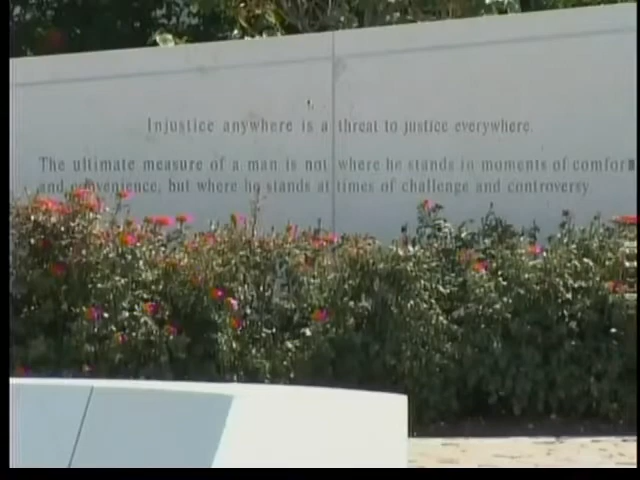 Injustice anywhere is a threat to justice everywhere.
The ultimate measure of a man is not where he stands in moments of comfor
and convenience, but where he stands at times of challenge and controversy